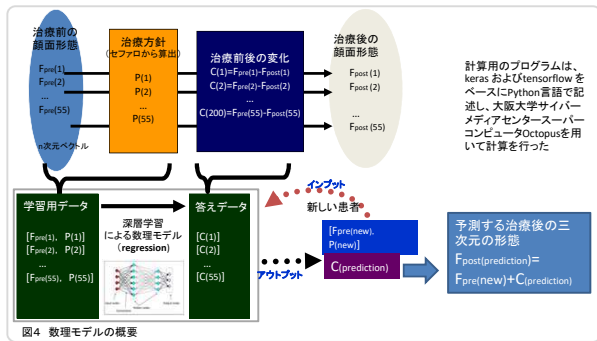 治療前の
顔面形態
Fpre(1)
Fpre(2)
…
Fpre(55)
n次元ベクトル
治療方針
(セファロから算出)
P(1)
P(2)
…
P(55)
治療前後の変化
C(1)=Fpre(1)-Fpost(1)
C(2)=Fpre(2)-Fpost(2)
…
C(200)=Fpre(55)-Fpost(55)
治療後の
顔面形態
Fpost (1)
Fpost (2)
…
Fpost (55)
計算用のプログラムは、
keras およびtensorflow を
ベースにPython言語で記
述し、大阪大学サイバー
メディアセンタースーパー
コンピュータOctopusを用
いて計算を行った
学習用データ
[Fpre(1)、P(1)]
[Fpre(2)、P(2)]
…
[Fpre(55)、P(55)]
深層学習
による数理モデル
(regression)
答えデータ
[C(1)]
[C(2)]
…
[C(55)]
インプット
新しい患者
[Fpre(new)、
P(new)]
C(prediction)
アウトプット
予測する治療後の三
次元の形態
Fpost(prediction)=
Fpre(new)+C(prediction)
図4 数理モデルの概要